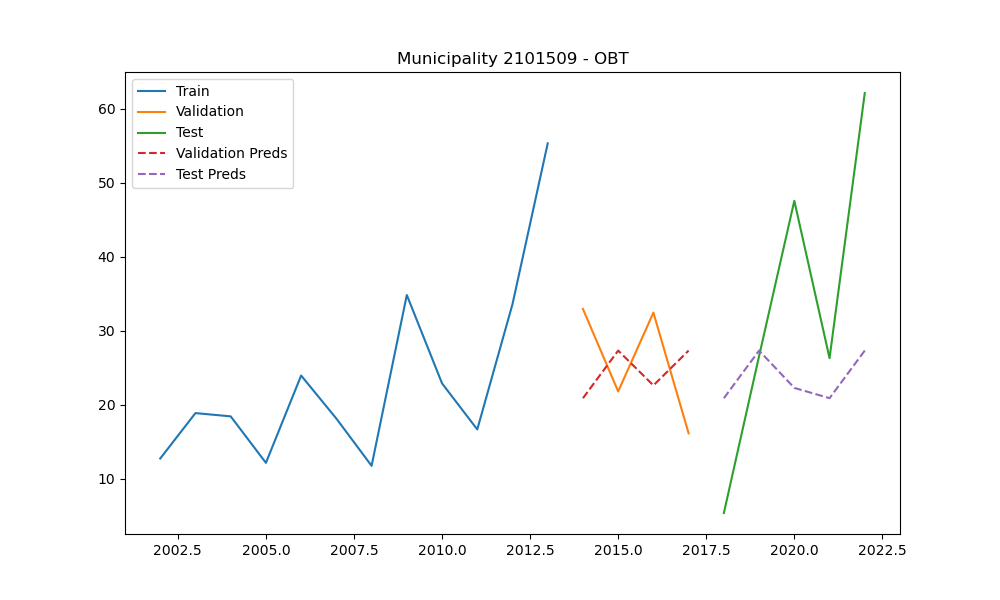 Municipality 2101509 - OBT
Train
Validation
Test
Validation Preds
Test Preds
60
50
40
30
20
10
2002.5 2005.0 2007.5 2010.0 2012.5 2015.0 2017.5 2020.0 2022.5